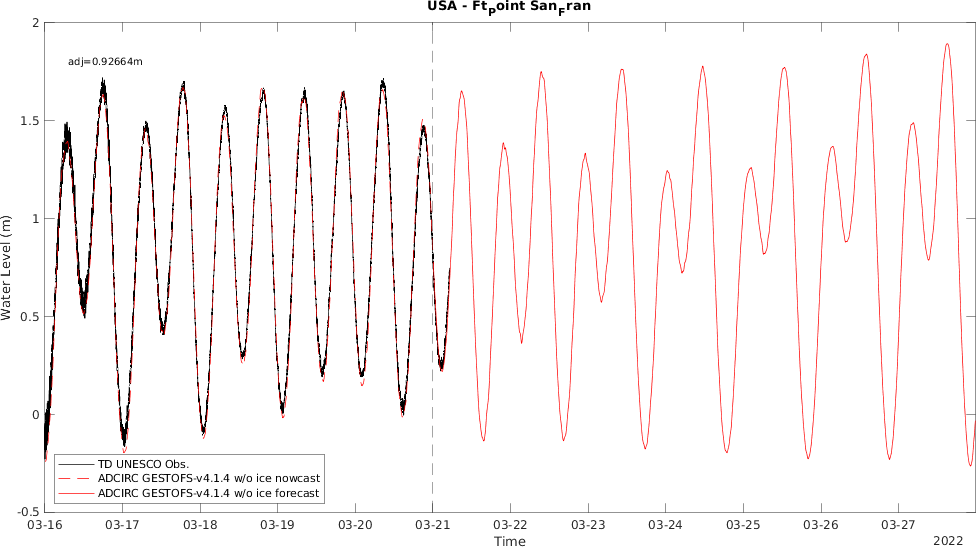 USA - FtPoint SanFran
adj=0.92664m
2
1.5
1
0.5
0
-0.5
Water Level (m)
TD UNESCO Obs.
ADCIRC GESTOFS-v4.1.4 w/o ice nowcast
ADCIRC GESTOFS-v4.1.4 w/o ice forecast
03-16 03-17 03-18 03-19 03-20 03-21 03-22 03-23 03-24 03-25 03-26 03-27
Time
2022